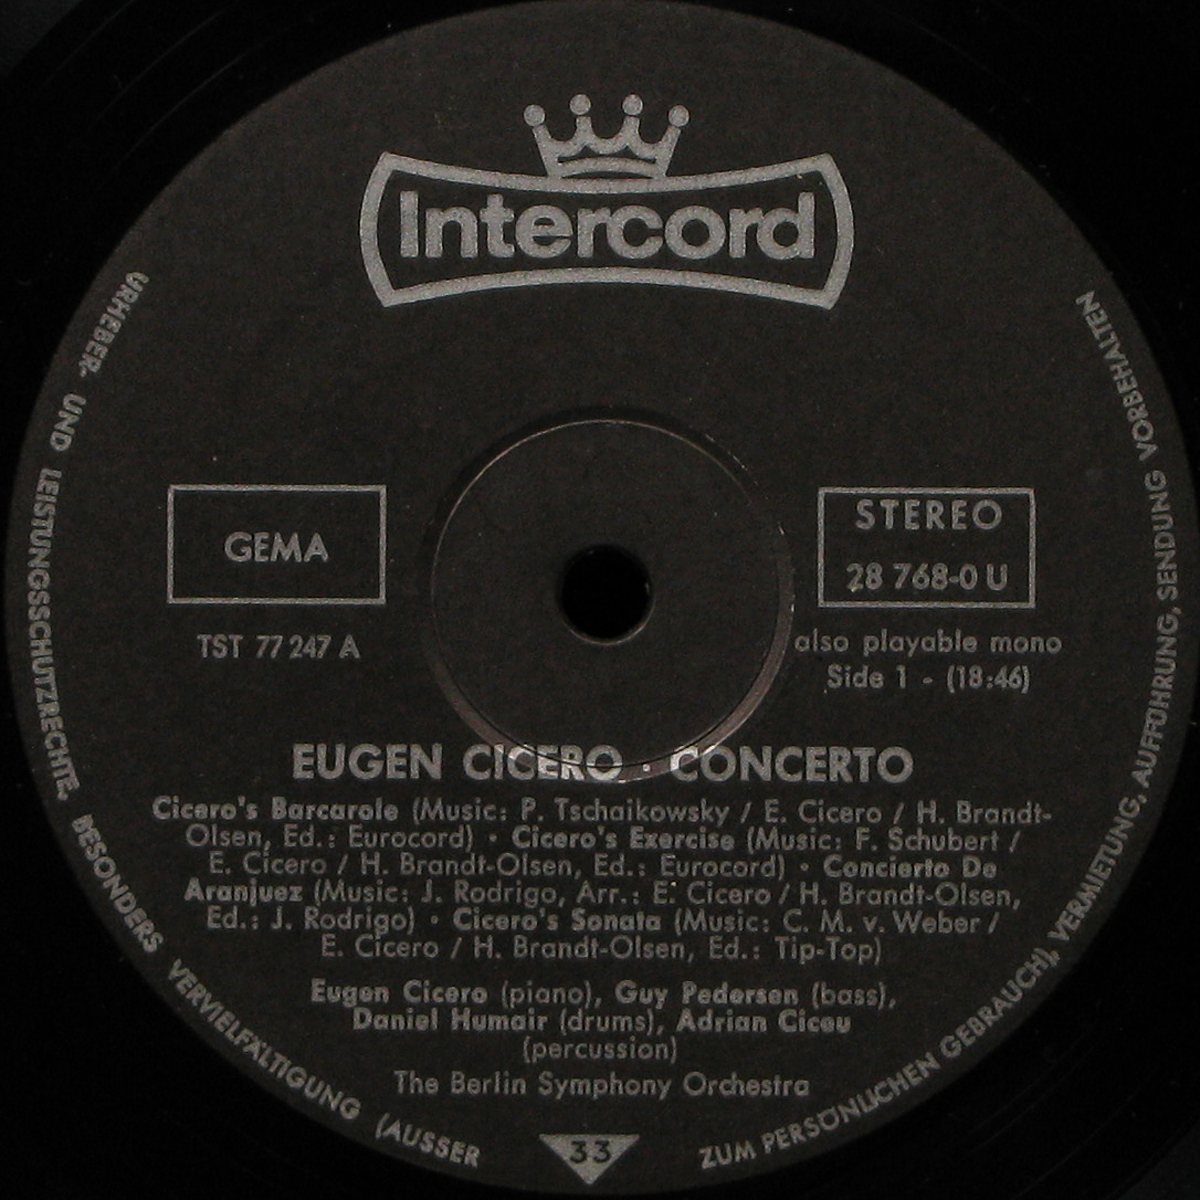 Intercord
GEMA
TST 77 247 A
STEREO
28 768-0 U
also playable mono
Side 1 - (18:46)
EUGEN CICERO · CONCERTO
Cicero's Barcarole (Music: P. Tschaikowsky / E. Cicero / H. Brandt-
Olsen, Ed.: Eurocord) · Cicero's Exercise (Music: F. Schubert /
E. Cicero / H. Brandt-Olsen, Ed.: Eurocord) · Concierto De
Aranjuez (Music: J. Rodrigo, Arr.: E. Cicero / H. Brandt-Olsen,
Ed.: J. Rodrigo) · Cicero's Sonata (Music: C. M. v. Weber /
E. Cicero / H. Brandt-Olsen, Ed.: Tip-Top)
Eugen Cicero (piano), Guy Pedersen (bass),
Daniel Humair (drums), Adrian Ciceu
(percussion)
The Berlin Symphony Orchestra
33
URHEBER- UND LEISTUNGSSCHUTZRECHTE, BESONDERS VERVIELFÄLTIGUNG (AUSSER ZUM PERSÖNLICHEN GEBRAUCH), VERMIETUNG, AUFFÜHRUNG, SENDUNG VORBEHALTEN